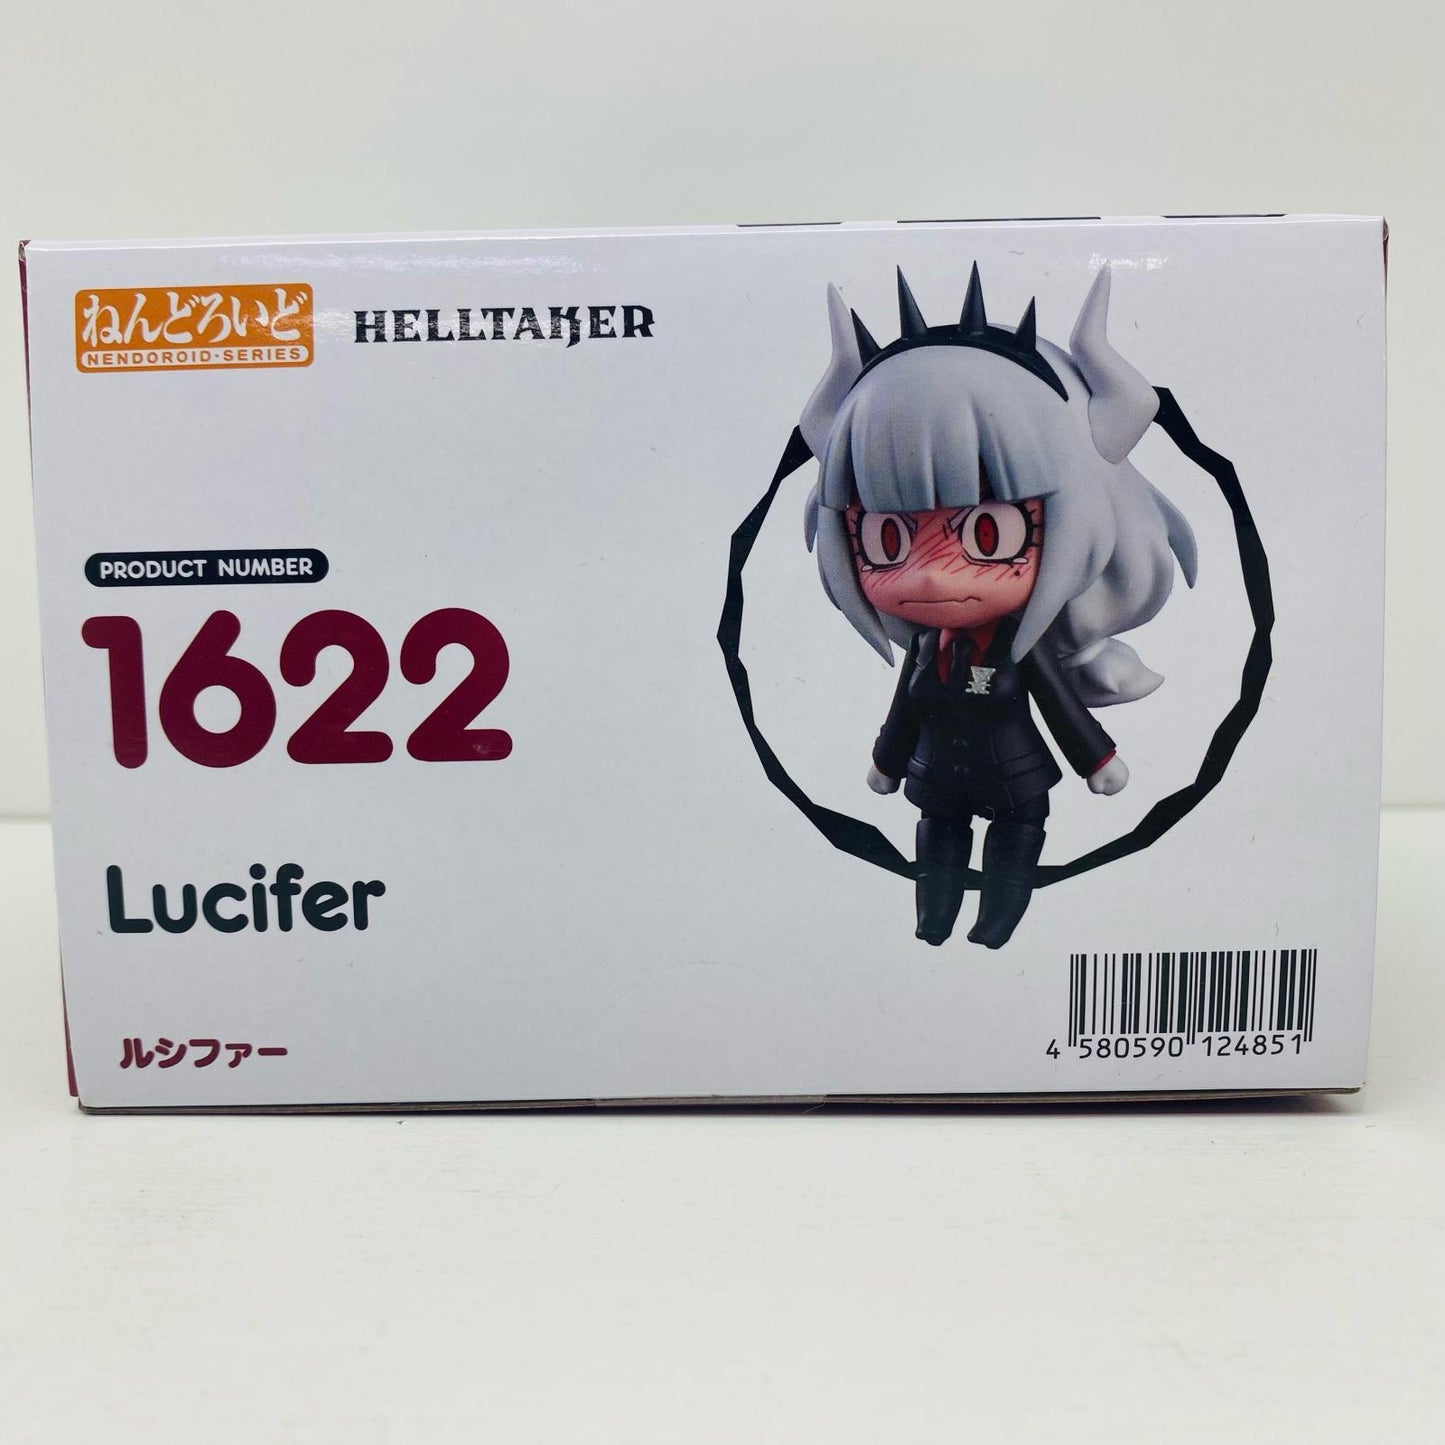 ねんどろいど
NENDOROID-SERIES
HELLTAKER
PRODUCT NUMBER
1622
Lucifer
ルシファー
4 580590 124851